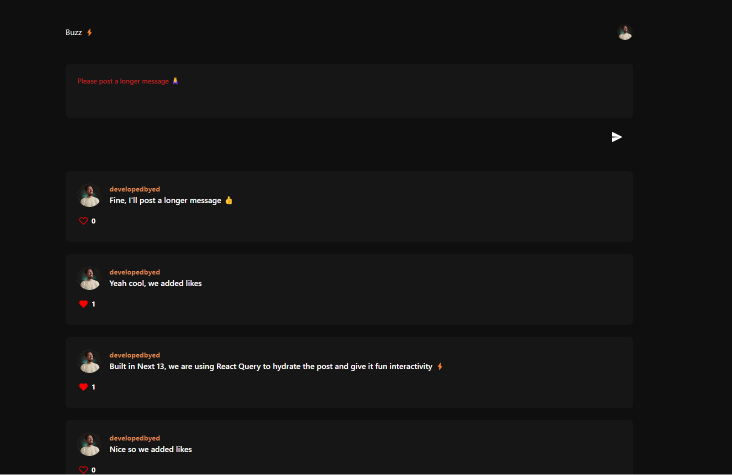 Buzz ⚡
Please post a longer message 🤷‍♀️
developedbyed
Fine, I'll post a longer message 👍
0
developedbyed
Yeah cool, we added likes
1
developedbyed
Built in Next 13, we are using React Query to hydrate the post and give it fun interactivity ⚡
1
developedbyed
Nice so we added likes
0